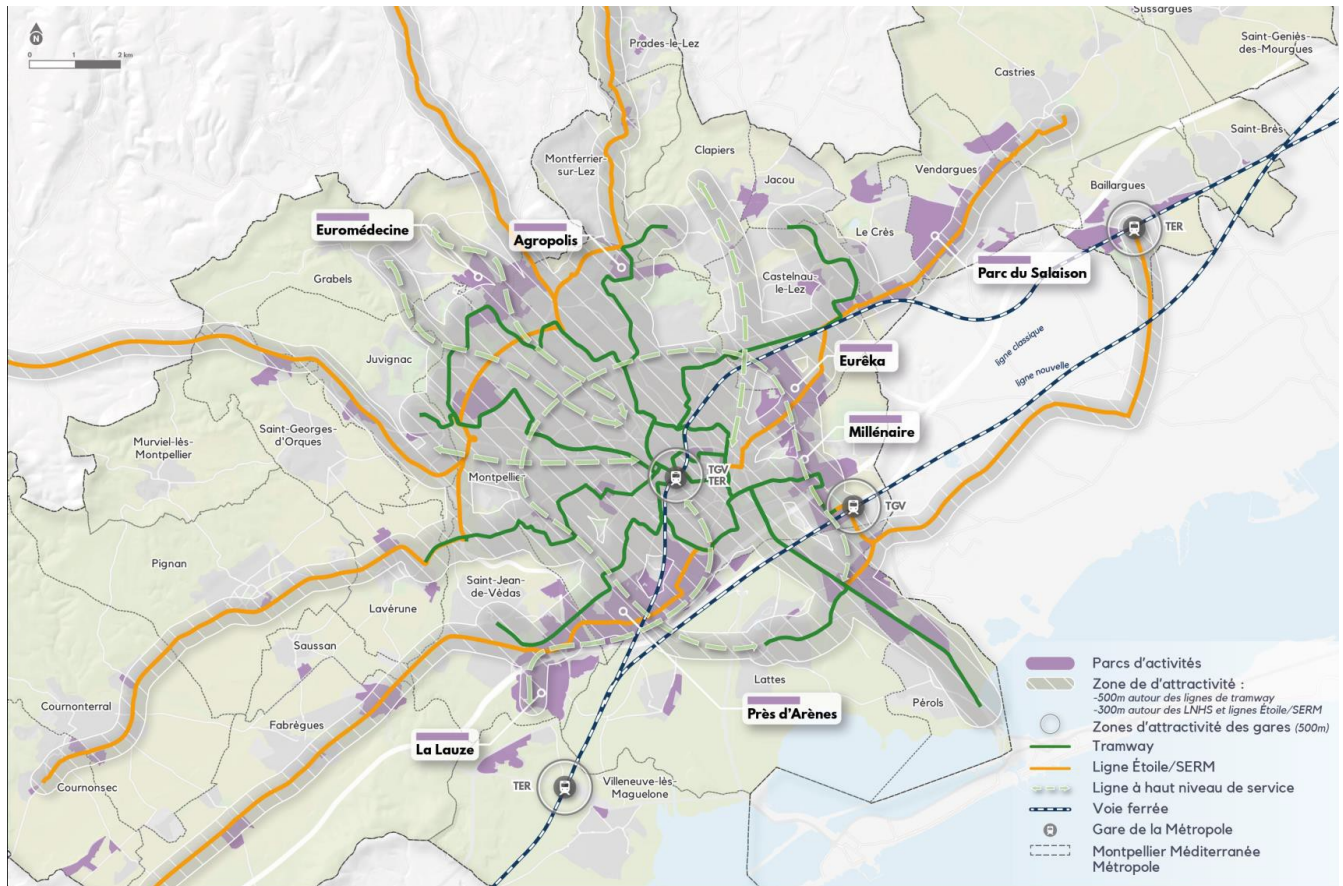 N
0
1
2 km
Prades-le-Lez
Sussargues
Saint-Geniès-
des-Mourgues
Castries
Saint-Brès
Clapiers
Montferrier-
sur-Lez
Jacou
Vendargues
Baillargues
Euromédecine
Agropolis
Le Crès
TER
Grabels
Castelnau-
le-Lez
Parc du Salaison
ligne classique
Juvignac
Eurêka
ligne nouvelle
Saint-Georges-
d'Orques
Millénaire
Murviel-lès-
Montpellier
Montpellier
TGV
TER
TGV
Pignan
Saint-Jean-
de-Védas
Lavérune
Saussan
Lattes
Cournonterral
Fabrègues
Près d'Arènes
Pérols
La Lauze
Cournonsec
TER
Villeneuve-lès-
Maguelone
Parcs d'activités
Zone de d'attractivité :
-500m autour des lignes de tramway
-300m autour des LNHS et lignes Étoile/SERM
Zones d'attractivité des gares (500m)
Tramway
Ligne Étoile/SERM
Ligne à haut niveau de service
Voie ferrée
Gare de la Métropole
Montpellier Méditerranée
Métropole